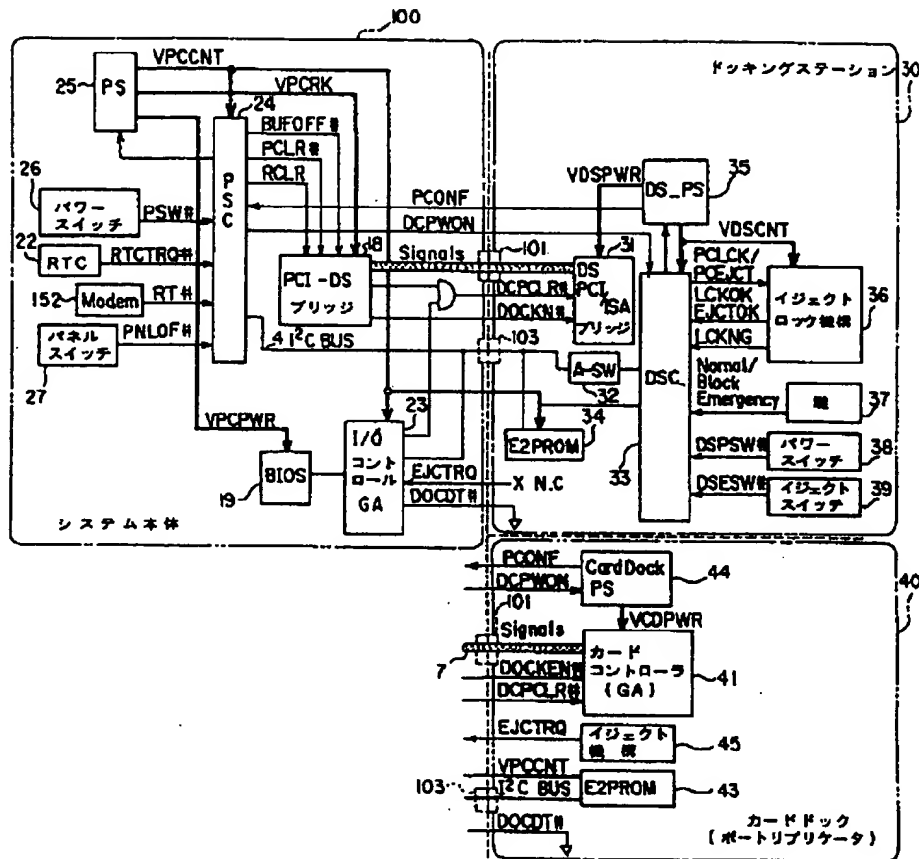 100
VPCCNT
25
PS
VPCRK
24
BUFOFF#
PCLR#
RCLR
PSC
26
パワー
スイッチ
PSW#
22
RTC
RTCTRQ#
152
Modem
RT#
パネル
スイッチ
PNLOF#
27
18
PCI-DS
ブリッジ
Signals
4
I²C BUS
VPCPWR
23
I/O
コント
ロール
GA
BIOS
19
EJCTRQ
DOCDT#
システム本体
PCONF
DCPWON
101
DCPCLR#
DOCKN#
103
ドッキングステーション
30
VDSPWR
DS_PS
35
VDSCNT
31
DS
PCI/
ISA
ブリッジ
PCLCK/
PCEJCT
LCKOK
EJCTOK
LCKNG
イジェクト
ロック機構
36
A-SW
32
DSC
33
Normal/
Block
Emergency
37
E2PROM
34
DSPSW#
パワー
スイッチ
38
X N.C
DSESW#
イジェクト
スイッチ
39
PCONF
DCPWON
CardDock
PS
44
40
101
Signals
VCDPWR
7
カード
コントローラ
(GA)
41
DOCKEN#
DCPCLR#
EJCTRQ
イジェクト
機構
45
VPCCNT
103
I²C BUS
E2PROM
43
DOCDT#
カードドック
(ポートリプリケータ)